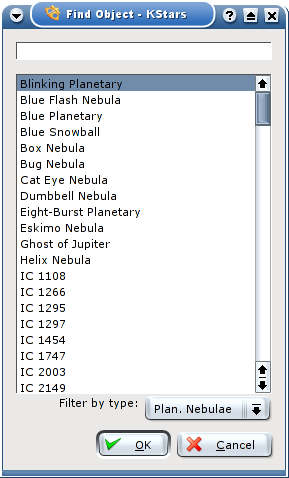 Find Object - KStars
Blinking Planetary
Blue Flash Nebula
Blue Planetary
Blue Snowball
Box Nebula
Bug Nebula
Cat Eye Nebula
Dumbbell Nebula
Eight-Burst Planetary
Eskimo Nebula
Ghost of Jupiter
Helix Nebula
IC 1108
IC 1266
IC 1295
IC 1297
IC 1454
IC 1747
IC 2003
IC 2149
Filter by type: Plan. Nebulae
OK Cancel